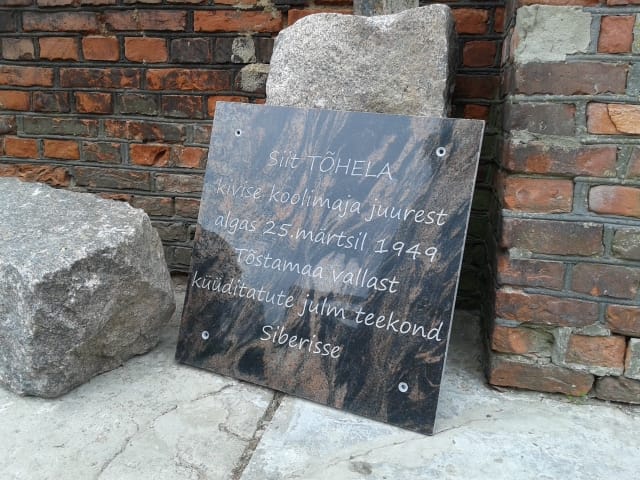 Siit TÕHELA
kivise koolimaja juurest
algas 25.märtsil 1949
Tõstamaa vallast
küüditatute julm teekond
Siberisse